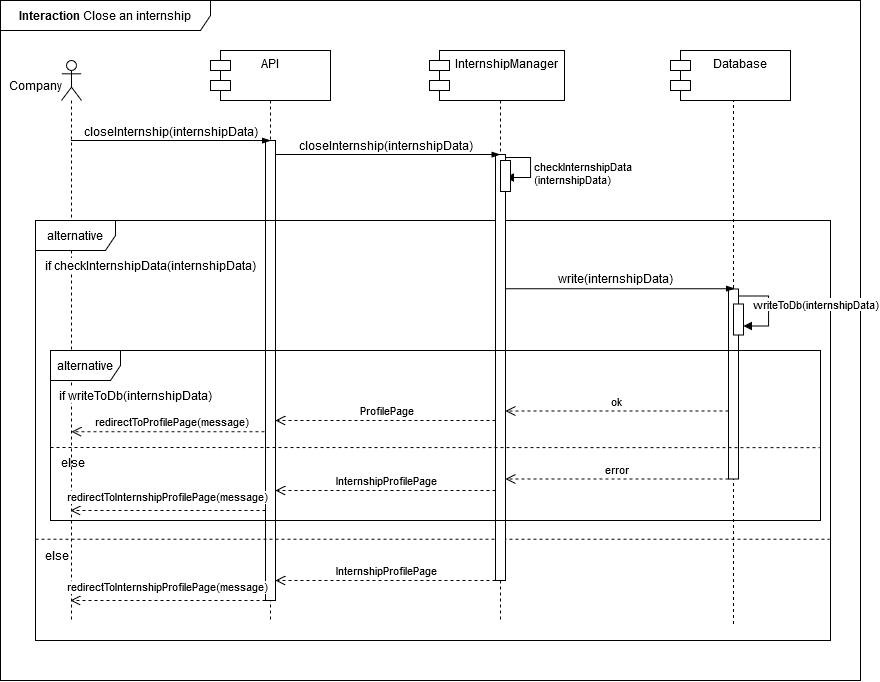 Interaction Close an internship
API
InternshipManager
Database
Company
closeInternship(internshipData)
closeInternship(internshipData)
checkInternshipData
(internshipData)
alternative
if checkInternshipData(internshipData)
write(internshipData)
writeToDb(internshipData)
alternative
if writeToDb(internshipData)
ok
ProfilePage
redirectToProfilePage(message)
else
error
InternshipProfilePage
redirectToInternshipProfilePage(message)
else
InternshipProfilePage
redirectToInternshipProfilePage(message)